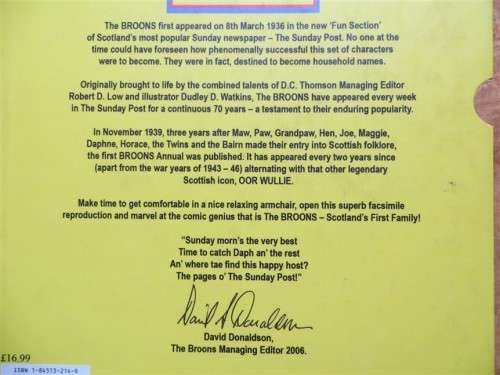 The BROONS first appeared on 8th March 1936 in the new 'Fun Section'
of Scotland's most popular Sunday newspaper – The Sunday Post. No one at the
time could have foreseen how phenomenally successful this set of characters
were to become. They were in fact, destined to become household names.
Originally brought to life by the combined talents of D.C. Thomson Managing Editor
Robert D. Low and illustrator Dudley D. Watkins, The BROONS have appeared every week
in The Sunday Post for a continuous 70 years – a testament to their enduring popularity.
In November 1939, three years after Maw, Paw, Grandpaw, Hen, Joe, Maggie,
Daphne, Horace, the Twins and the Bairn made their entry into Scottish folklore,
the first BROONS Annual was published. It has appeared every two years since
(apart from the war years of 1943 – 46) alternating with that other legendary
Scottish icon, OOR WULLIE.
Make time to get comfortable in a nice relaxing armchair, open this superb facsimile
reproduction and marvel at the comic genius that is The BROONS – Scotland's First Family!
"Sunday morn's the very best
Time to catch Daph an' the rest
An' where tae find this happy host?
The pages o' The Sunday Post!"
David Donaldson
David Donaldson,
The Broons Managing Editor 2006.
£16.99
ISBN 1-84513-214-9